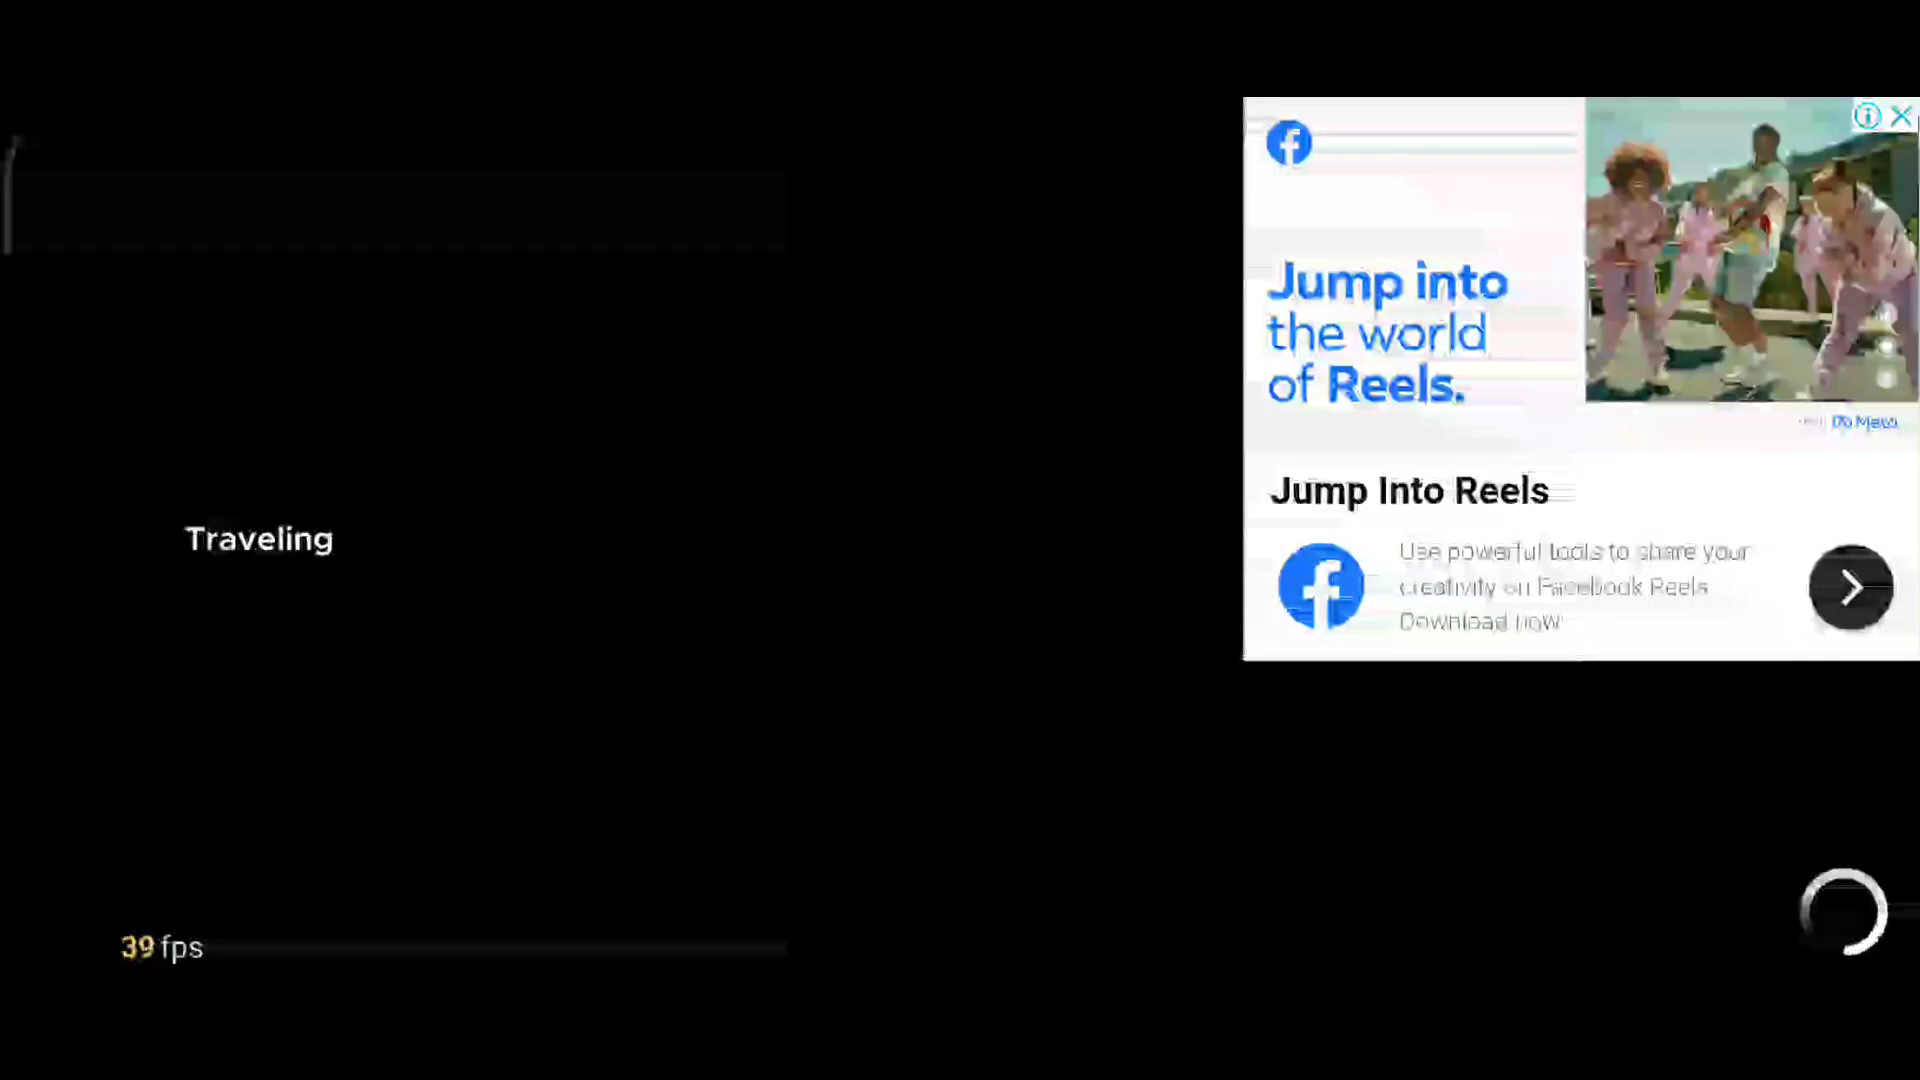 Jump into
the world
of Reels.
Jump Into Reels
Use powerful tools to share your
creativity on Facebook Reels
Download now
Traveling
39 fps